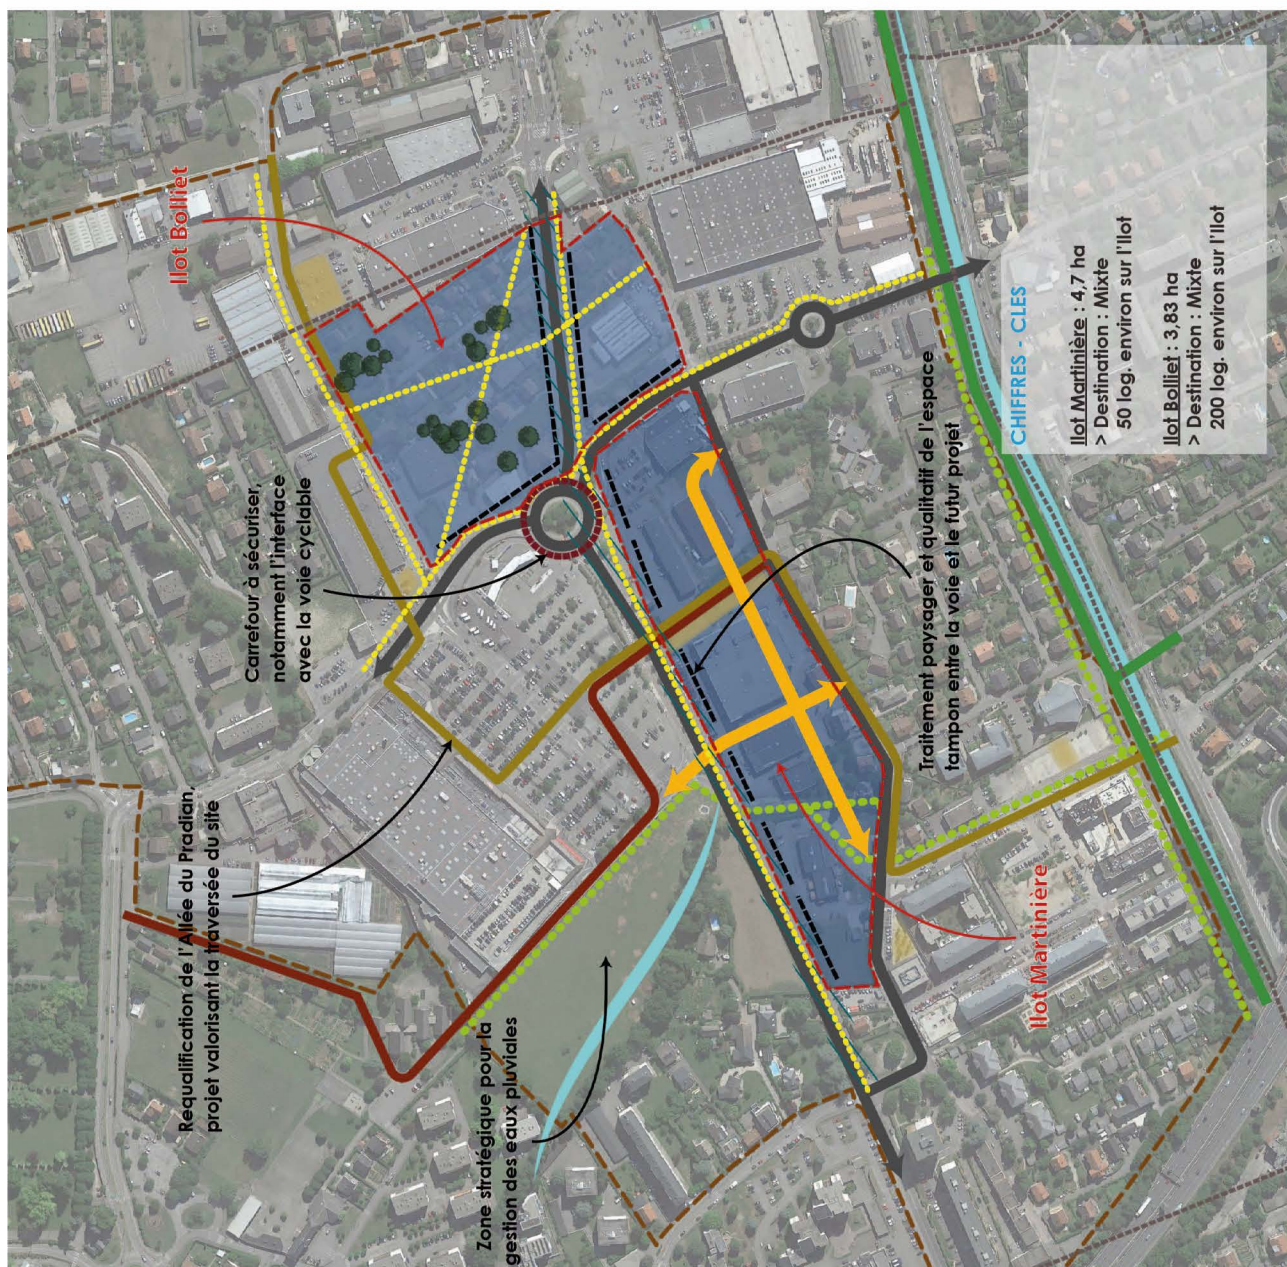 Ilot Bolliet
Carrefour à sécuriser,
notamment l'interface
avec la voie cyclable
Requalification de l'Allée du Pradian,
projet valorisant la traversée du site
Zone stratégique pour la
gestion des eaux pluviales
Traitement paysager et qualitatif de l'espace
tampon entre la voie et le futur projet
Ilot Martinière
CHIFFRES - CLES
Ilot Martinière : 4,7 ha
> Destination : Mixte
50 log. environ sur l'îlot
Ilot Bolliet : 3,83 ha
> Destination : Mixte
200 log. environ sur l'îlot